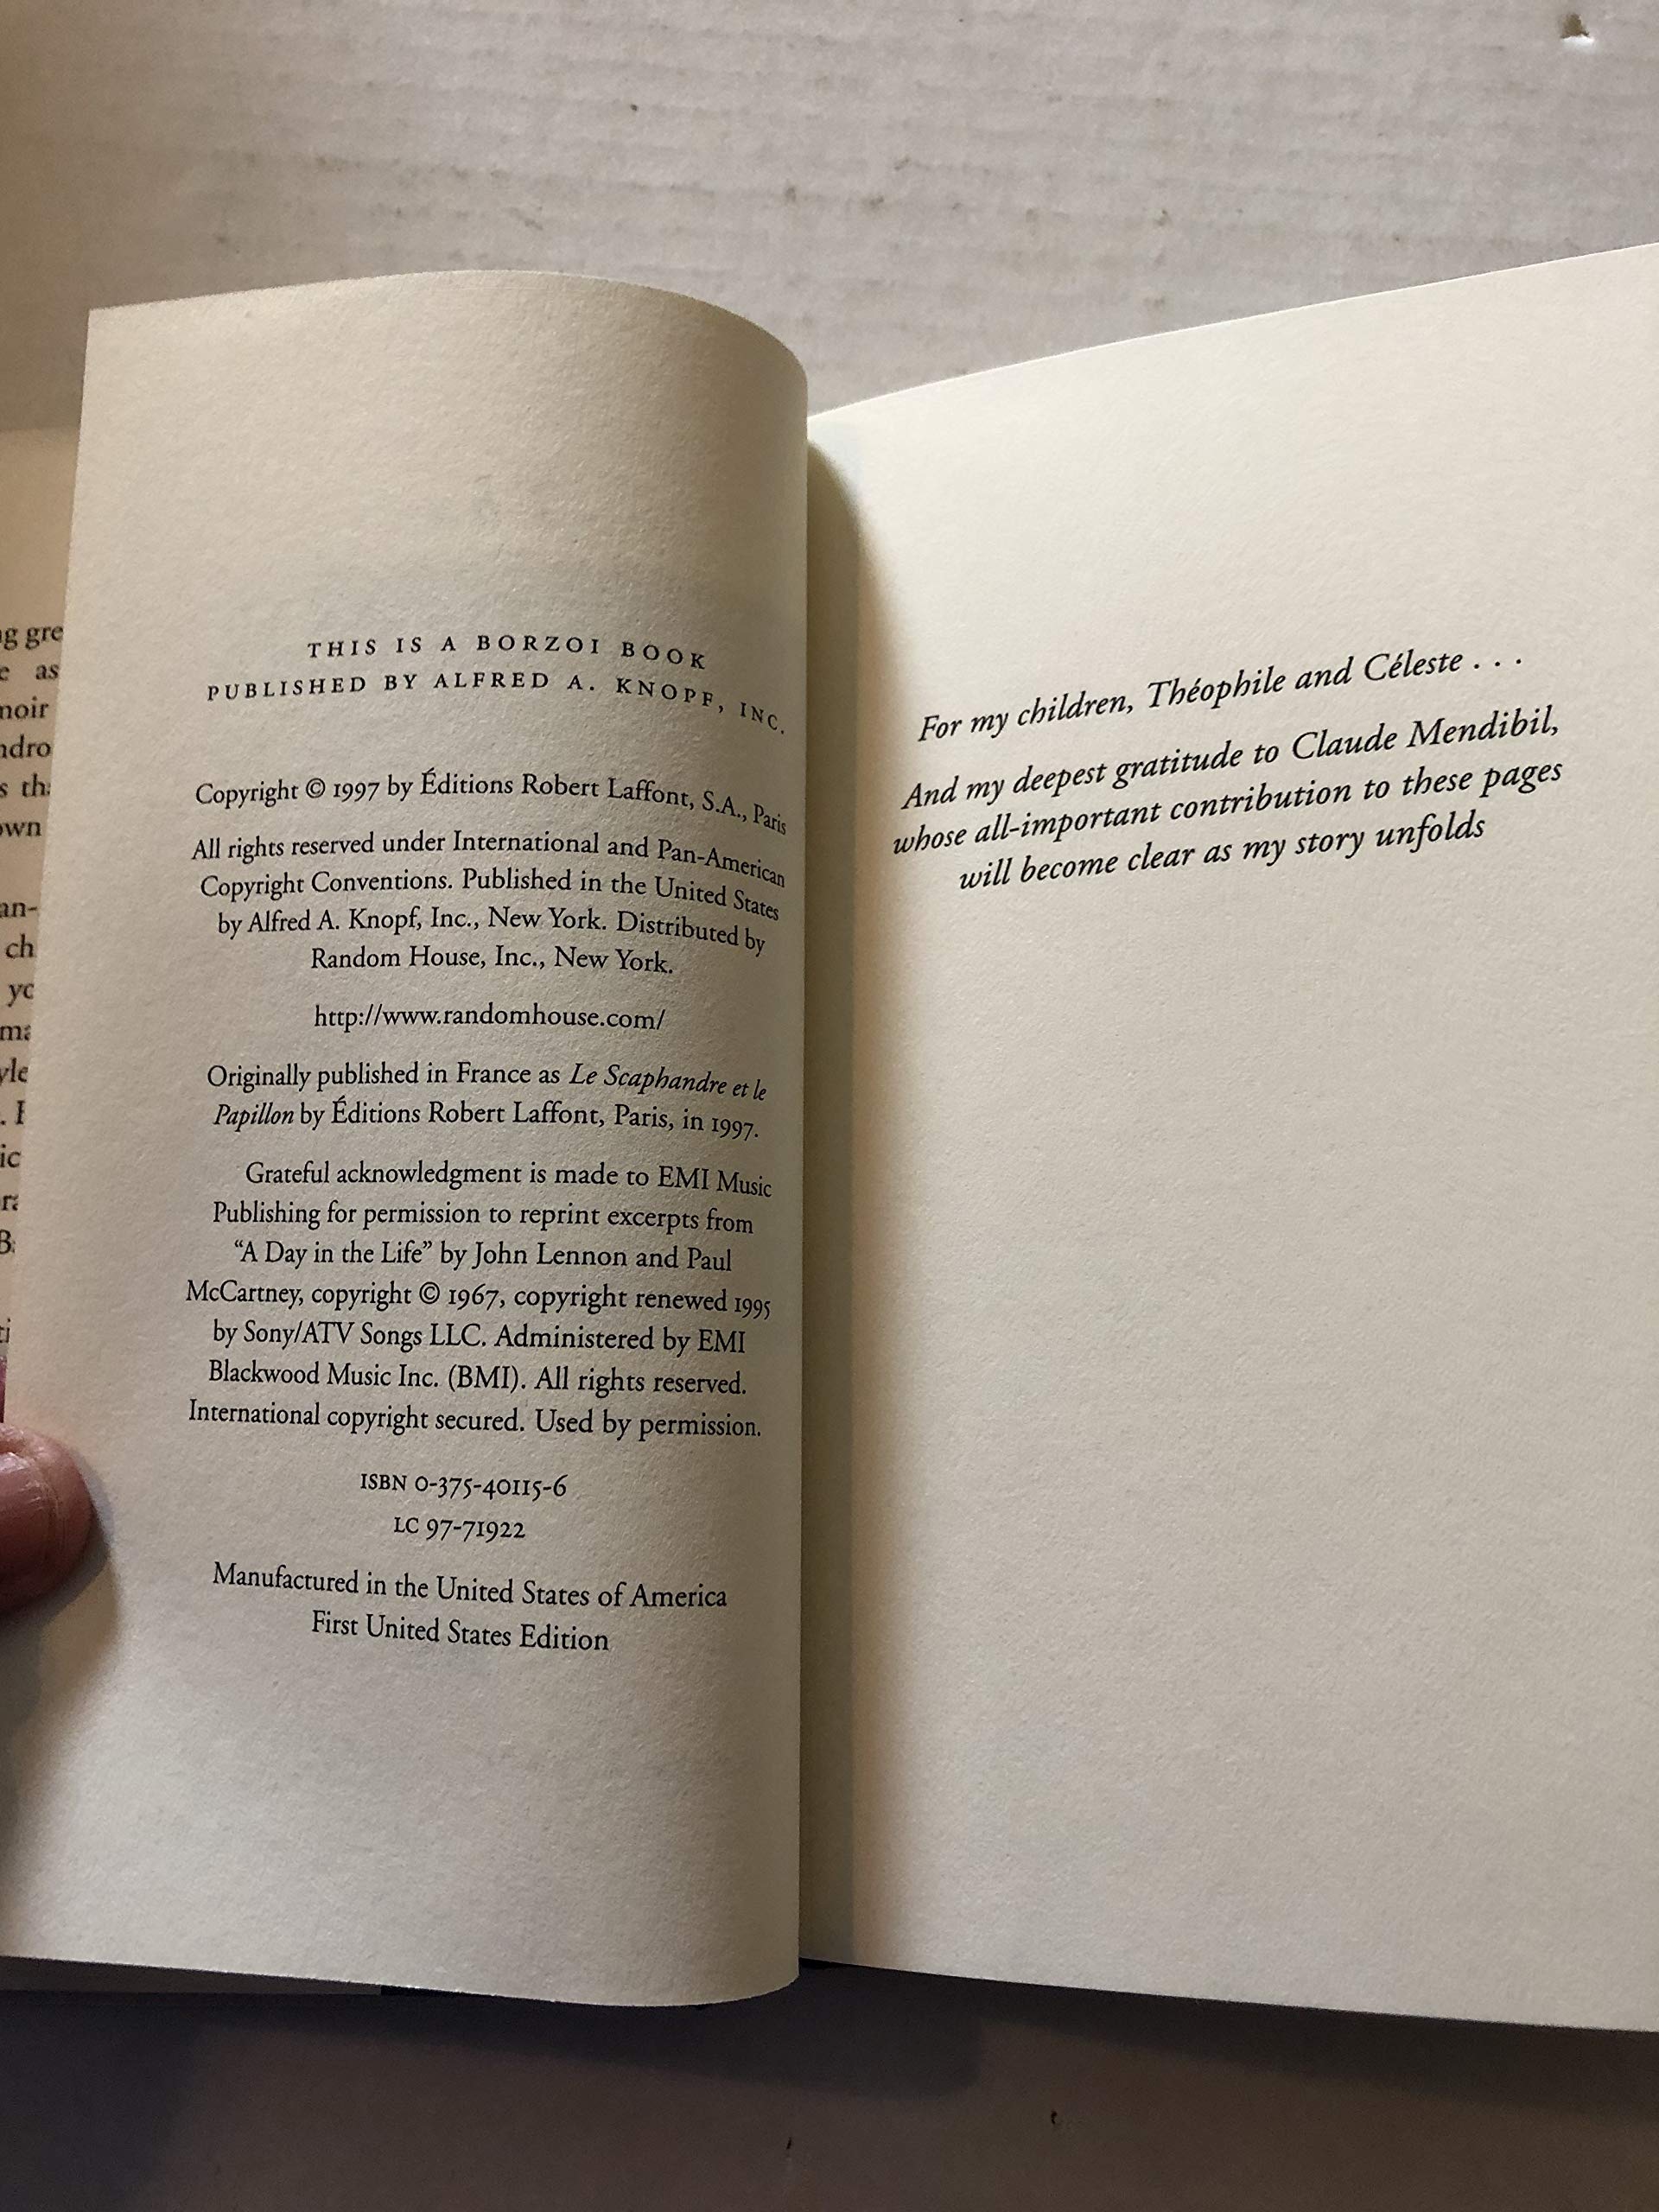 as
THIS IS A BORZOI BOOK
PUBLISHED BY ALFRED A. KNOPF, INC.
Copyright © 1997 by Éditions Robert Laffont, S.A., Paris
All rights reserved under International and Pan-American
Copyright Conventions. Published in the United States
by Alfred A. Knopf, Inc., New York. Distributed by
Random House, Inc., New York.
http://www.randomhouse.com/
Originally published in France as Le Scaphandre et le
Papillon by Éditions Robert Laffont, Paris, in 1997.
Grateful acknowledgment is made to EMI Music
Publishing for permission to reprint excerpts from
“A Day in the Life” by John Lennon and Paul
McCartney, copyright © 1967, copyright renewed 1995
by Sony/ATV Songs LLC. Administered by EMI
Blackwood Music Inc. (BMI). All rights reserved.
International copyright secured. Used by permission.
ISBN 0-375-40115-6
LC 97-71922
Manufactured in the United States of America
First United States Edition
For my children, Théophile and Céleste . . .
And my deepest gratitude to Claude Mendibil,
whose all-important contribution to these pages
will become clear as my story unfolds